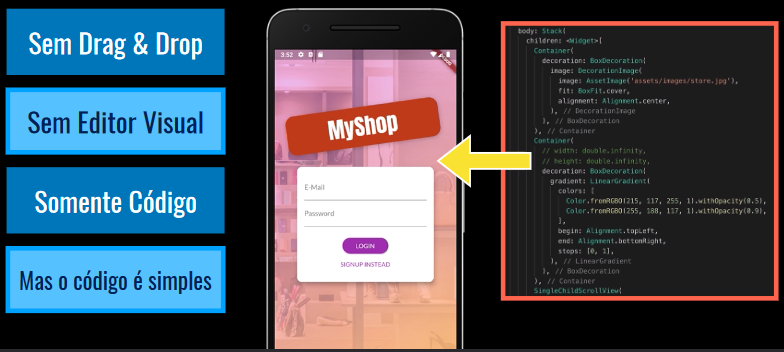 Sem Drag & Drop
Sem Editor Visual
Somente Código
Mas o código é simples
3:52
MyShop
E-Mail
Password
LOGIN
SIGNUP INSTEAD
body: Stack(
children: <Widget>[
Container(
decoration: BoxDecoration(
image: DecorationImage(
image: AssetImage('assets/images/store.jpg'),
fit: BoxFit.cover,
alignment: Alignment.center,
), // DecorationImage
), // BoxDecoration
), // Container
Container(
// width: double.infinity,
// height: double.infinity,
decoration: BoxDecoration(
gradient: LinearGradient(
colors: [
Color.fromRGBO(215, 117, 255, 1).withOpacity(0.5),
Color.fromRGBO(255, 188, 117, 1).withOpacity(0.9),
],
begin: Alignment.topLeft,
end: Alignment.bottomRight,
stops: [0, 1],
), // LinearGradient
), // BoxDecoration
), // Container
SingleChildScrollView(